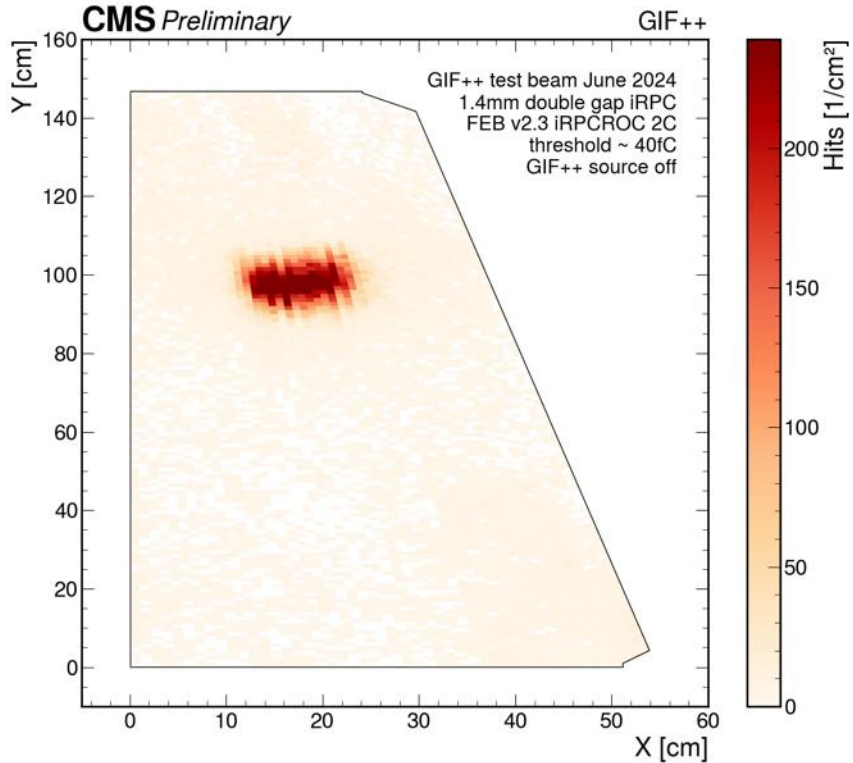 CMS Preliminary
GIF++
GIF++ test beam June 2024
1.4mm double gap iRPC
FEB v2.3 iRPCROC 2C
threshold ~ 40fC
GIF++ source off
Y [cm]
160
140
120
100
80
60
40
20
0
0
10
20
30
40
50
60
X [cm]
Hits [1/cm²]
200
150
100
50
0